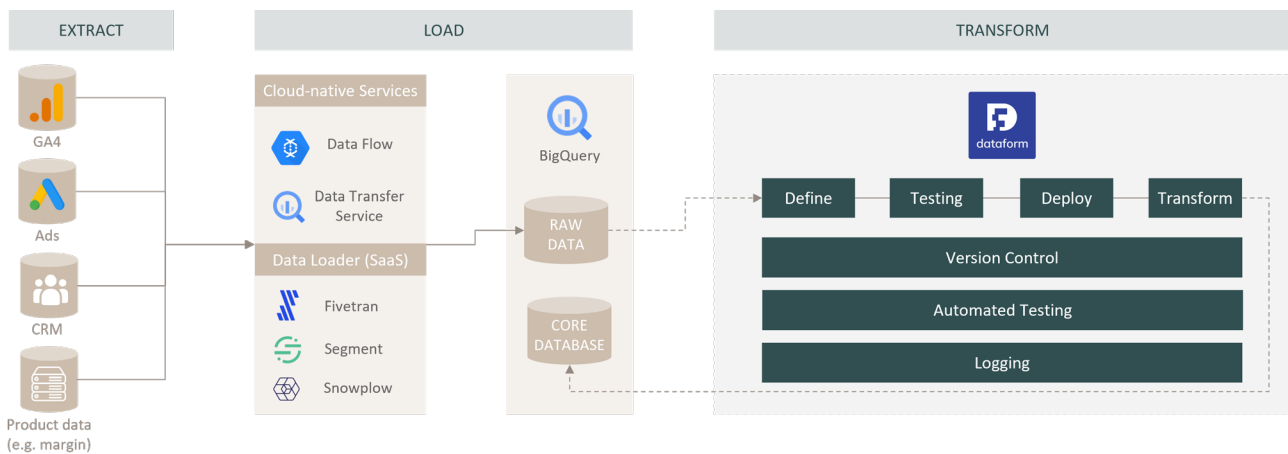 EXTRACT
LOAD
TRANSFORM
GA4
Ads
CRM
Product data
(e.g. margin)
Cloud-native Services
Data Flow
Data Transfer
Service
Data Loader (SaaS)
Fivetran
Segment
Snowplow
BigQuery
RAW
DATA
CORE
DATABASE
dataform
Define
Testing
Deploy
Transform
Version Control
Automated Testing
Logging